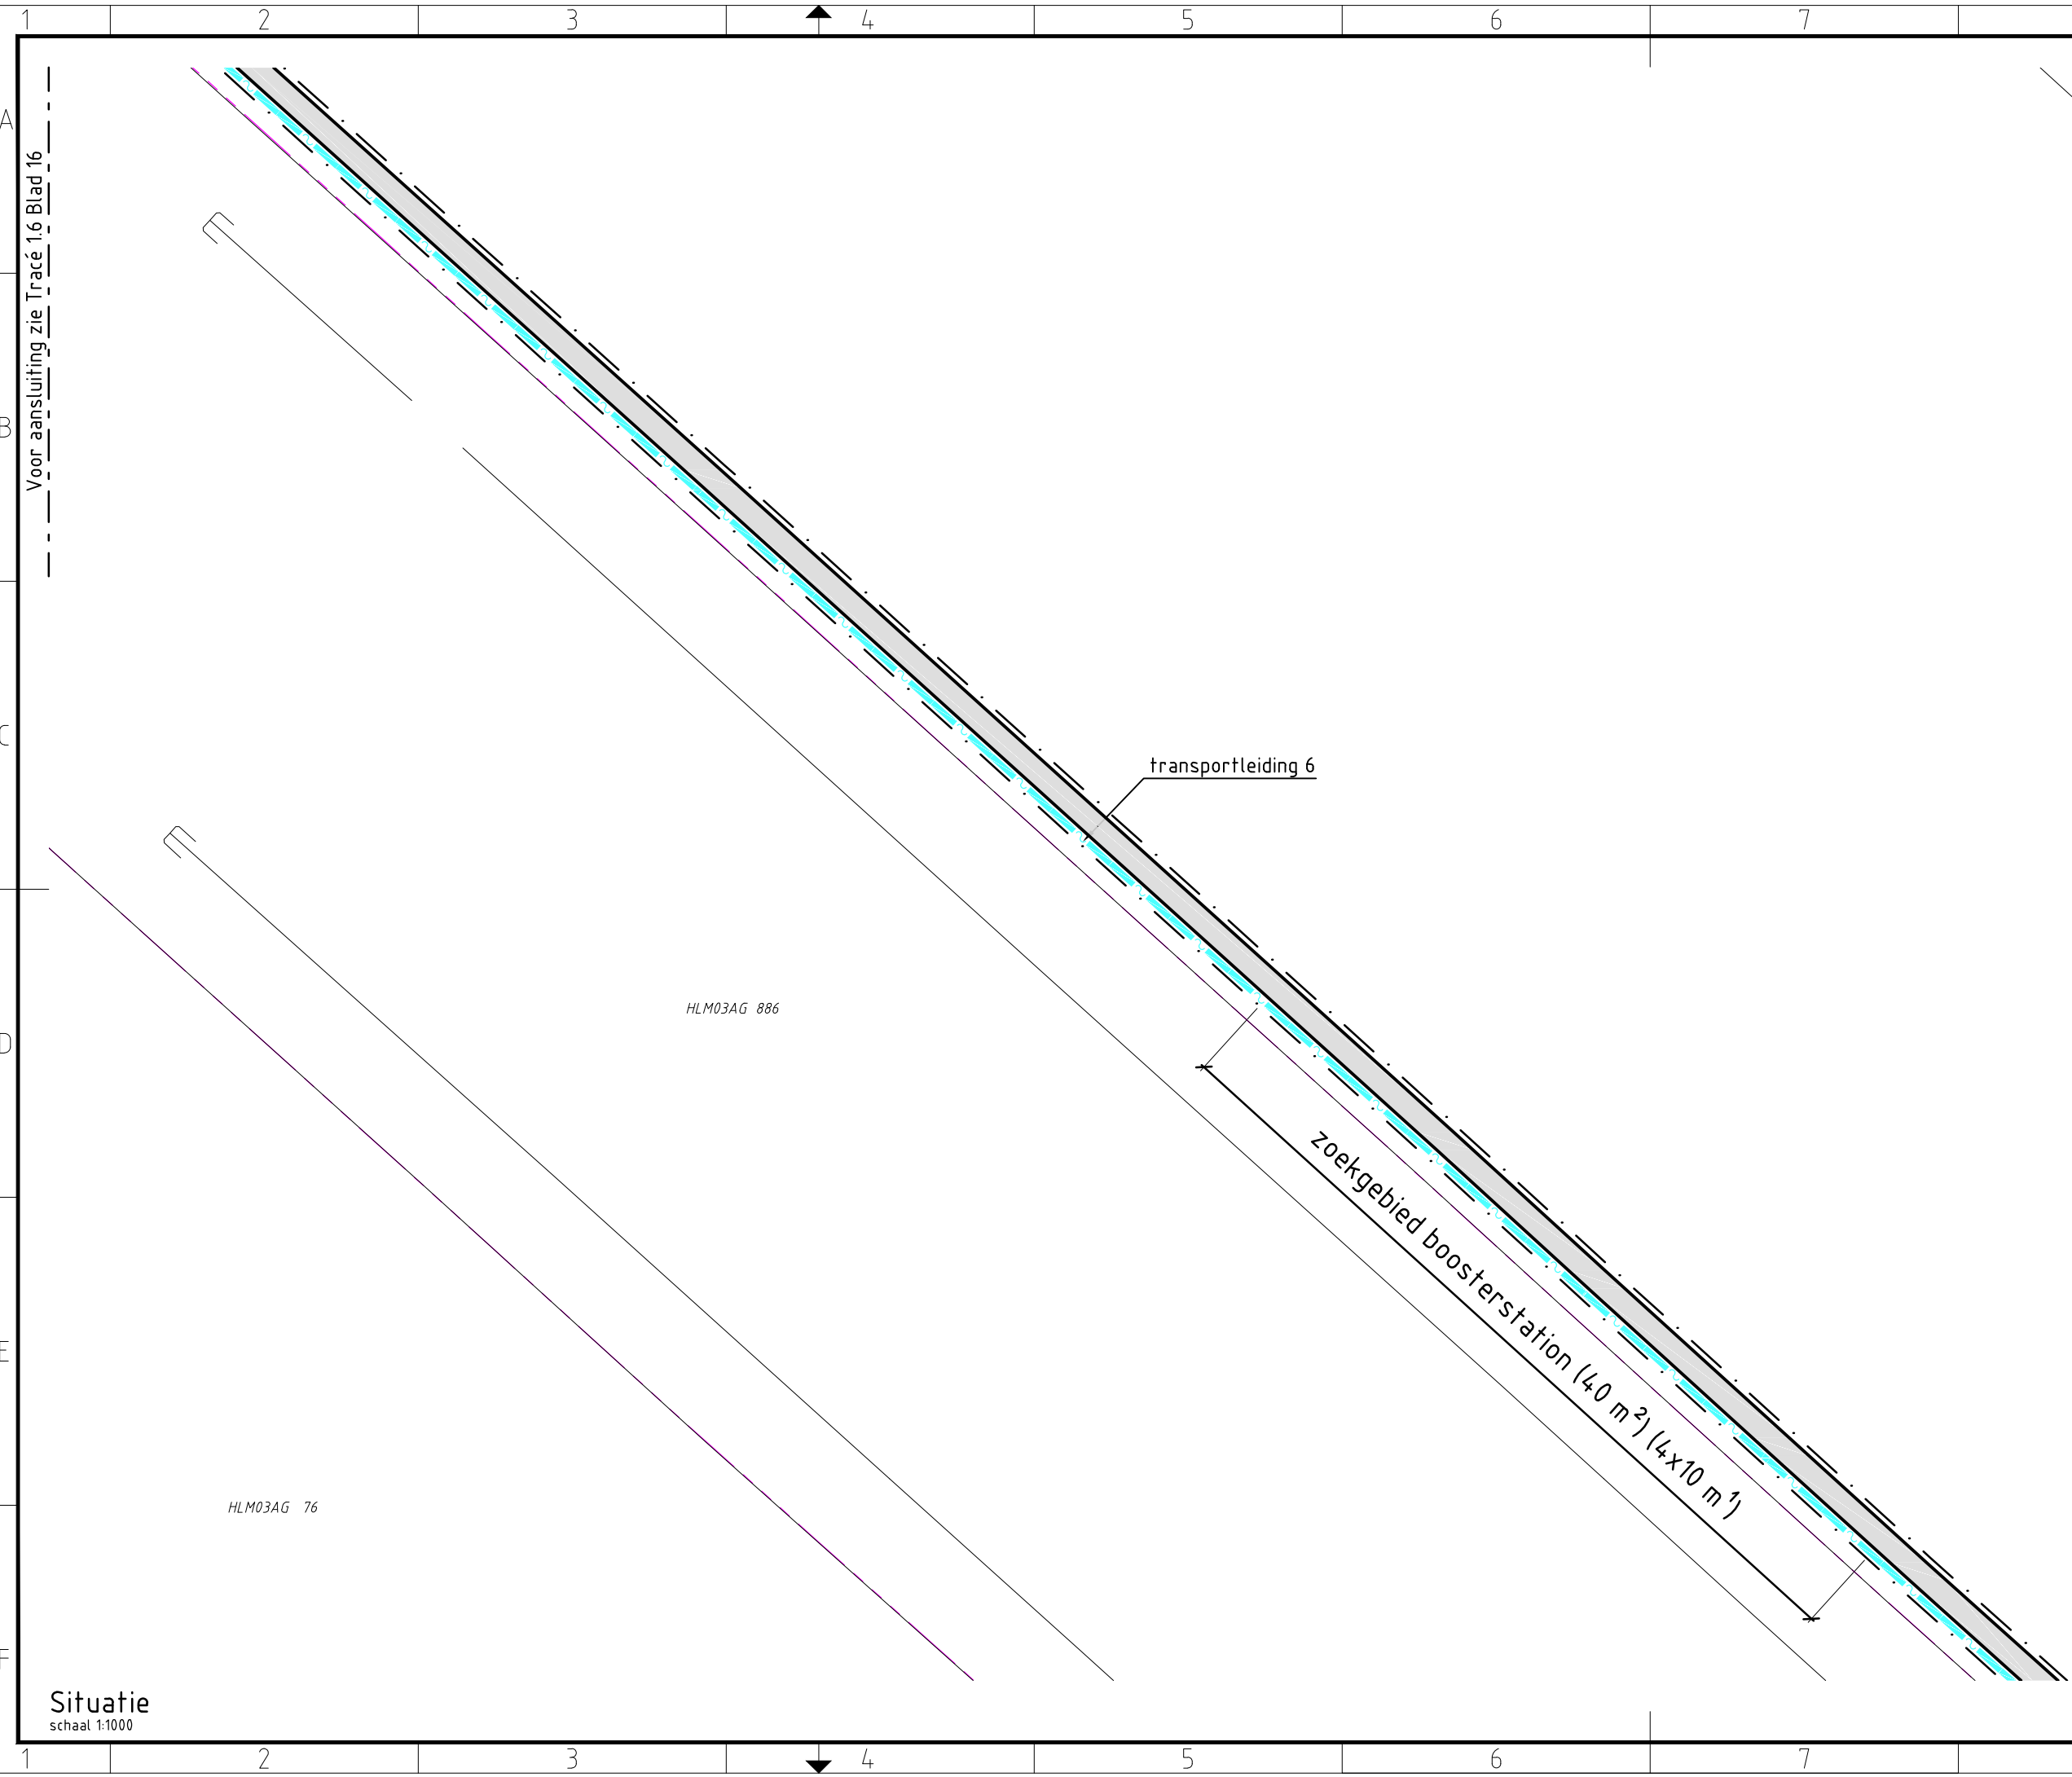 1 2 3 4 5 6 7
A
Voor aansluiting zie Tracé 1.6 Blad 16
B
C
transportleiding 6
HLM03AG 886
D
zoekgebied boosterstation (40 m²) (4x10 m¹)
E
HLM03AG 76
F
Situatie
schaal 1:1000
1 2 3 4 5 6 7